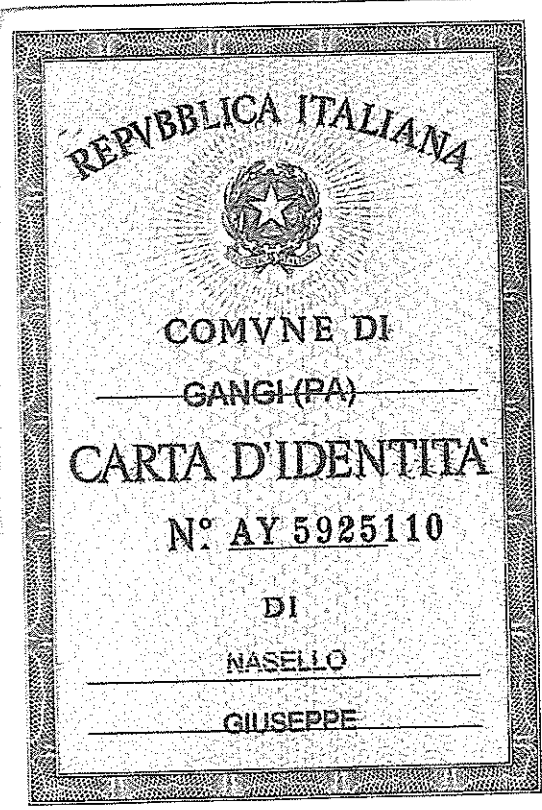 REPVBBLICA ITALIANA
COMVNE DI
GANGI (PA)
CARTA D'IDENTITA'
N° AY 5925110
DI
NASELLO
GIUSEPPE